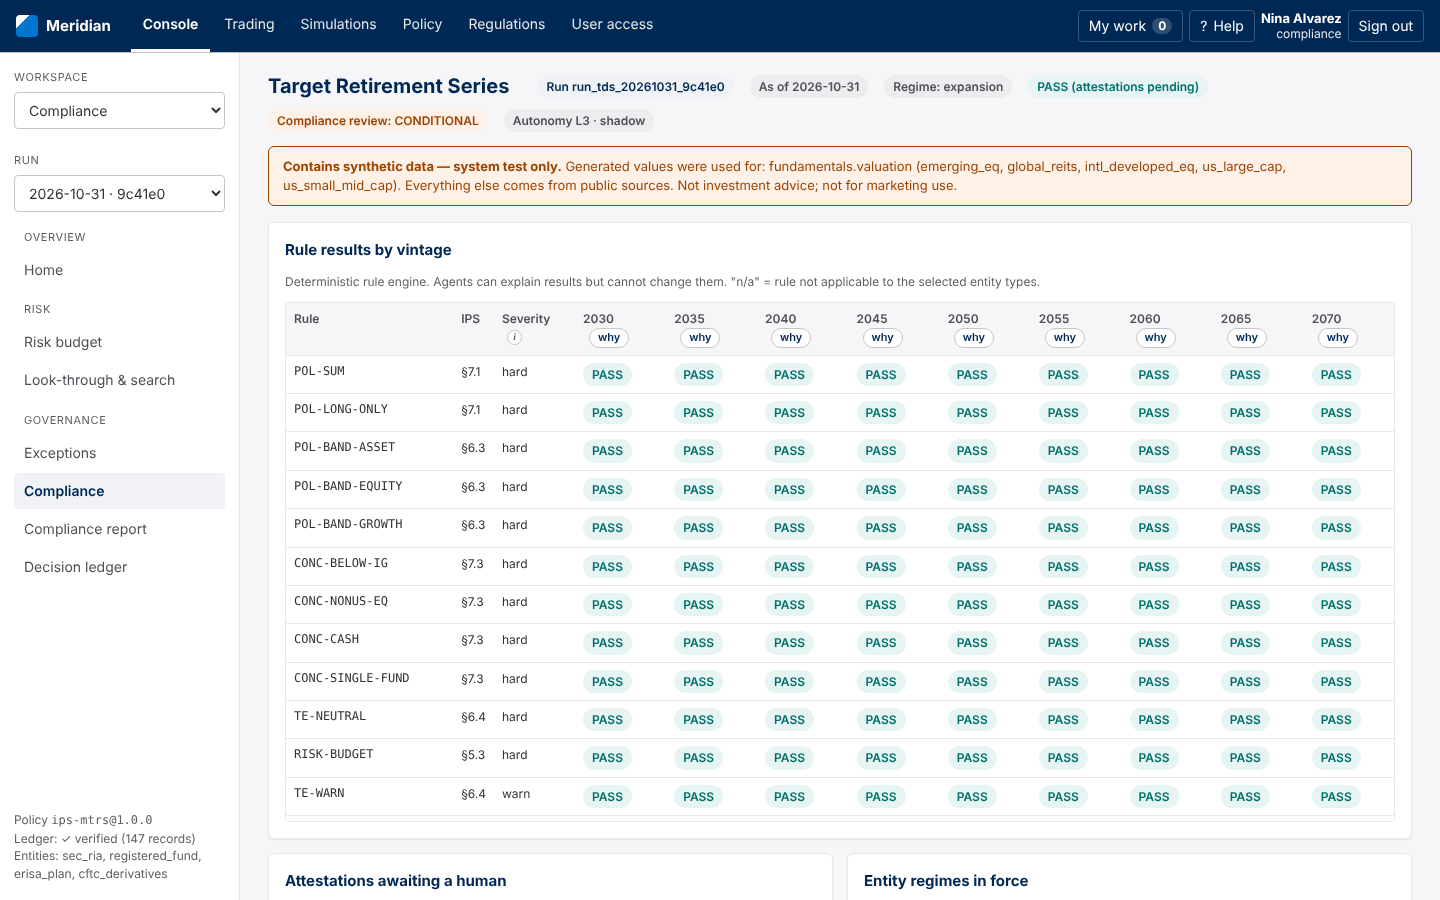 Meridian
Console Trading Simulations Policy Regulations User access
My work 0
? Help
Nina Alvarez
compliance
Sign out
WORKSPACE
Compliance
RUN
2026-10-31 · 9c41e0
OVERVIEW
Home
RISK
Risk budget
Look-through & search
GOVERNANCE
Exceptions
Compliance
Compliance report
Decision ledger
Policy ips-mtrs@1.0.0
Ledger: ✓ verified (147 records)
Entities: sec_ria, registered_fund,
erisa_plan, cftc_derivatives
Target Retirement Series Run run_tds_20261031_9c41e0 As of 2026-10-31 Regime: expansion PASS (attestations pending)
Compliance review: CONDITIONAL Autonomy L3 · shadow
Contains synthetic data — system test only. Generated values were used for: fundamentals.valuation (emerging_eq, global_reits, intl_developed_eq, us_large_cap,
us_small_mid_cap). Everything else comes from public sources. Not investment advice; not for marketing use.
Rule results by vintage
Deterministic rule engine. Agents can explain results but cannot change them. "n/a" = rule not applicable to the selected entity types.
Rule IPS Severity 2030 2035 2040 2045 2050 2055 2060 2065 2070
i why why why why why why why why why
POL-SUM §7.1 hard PASS PASS PASS PASS PASS PASS PASS PASS PASS
POL-LONG-ONLY §7.1 hard PASS PASS PASS PASS PASS PASS PASS PASS PASS
POL-BAND-ASSET §6.3 hard PASS PASS PASS PASS PASS PASS PASS PASS PASS
POL-BAND-EQUITY §6.3 hard PASS PASS PASS PASS PASS PASS PASS PASS PASS
POL-BAND-GROWTH §6.3 hard PASS PASS PASS PASS PASS PASS PASS PASS PASS
CONC-BELOW-IG §7.3 hard PASS PASS PASS PASS PASS PASS PASS PASS PASS
CONC-NONUS-EQ §7.3 hard PASS PASS PASS PASS PASS PASS PASS PASS PASS
CONC-CASH §7.3 hard PASS PASS PASS PASS PASS PASS PASS PASS PASS
CONC-SINGLE-FUND §7.3 hard PASS PASS PASS PASS PASS PASS PASS PASS PASS
TE-NEUTRAL §6.4 hard PASS PASS PASS PASS PASS PASS PASS PASS PASS
RISK-BUDGET §5.3 hard PASS PASS PASS PASS PASS PASS PASS PASS PASS
TE-WARN §6.4 warn PASS PASS PASS PASS PASS PASS PASS PASS PASS
Attestations awaiting a human
Entity regimes in force